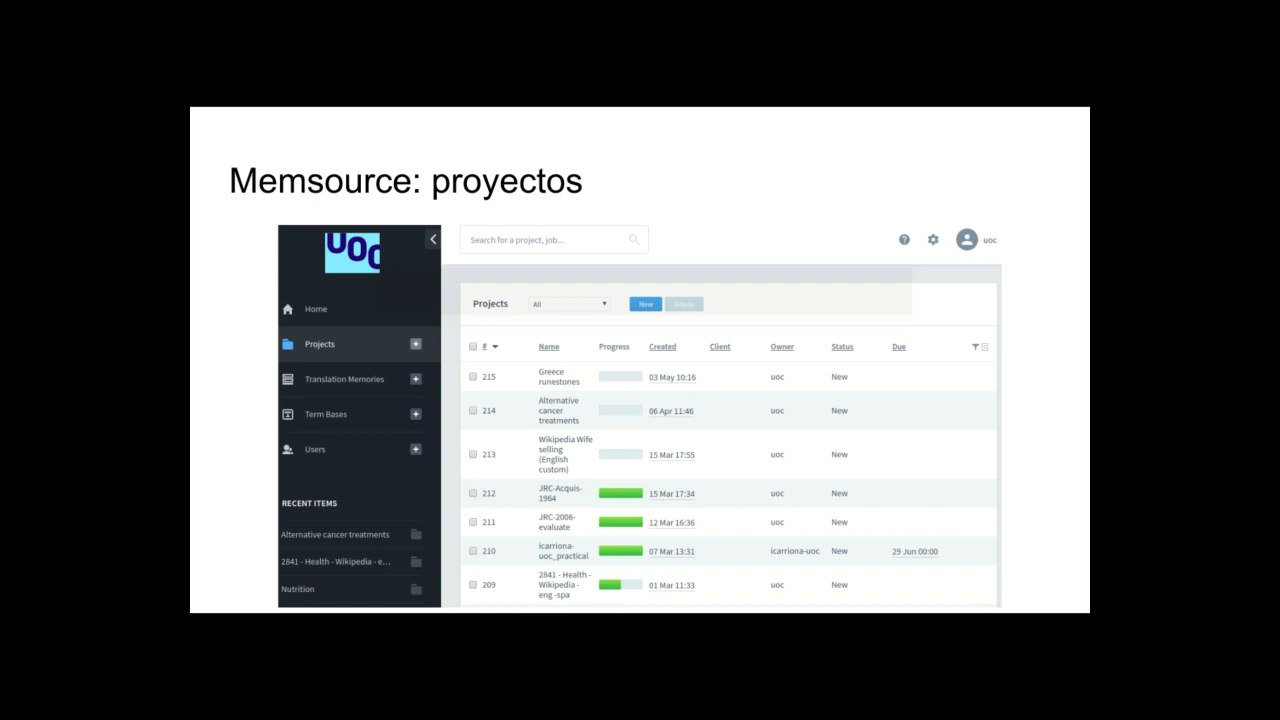 Memsource: proyectos
UOC
Search for a project, job...
uoc
Home
Projects
Translation Memories
Term Bases
Users
RECENT ITEMS
Alternative cancer treatments
2841 - Health - Wikipedia - e...
Nutrition
Projects All New Delete
# Name Progress Created Client Owner Status Due
215 Greece 03 May 10:16 uoc New
runestones
214 Alternative 06 Apr 11:46 uoc New
cancer
treatments
213 Wikipedia Wife 15 Mar 17:55 uoc New
selling
(English
custom)
212 JRC-Acquis- 15 Mar 17:34 uoc New
1964
211 JRC-2006- 12 Mar 16:36 uoc New
evaluate
210 icarriona- 07 Mar 13:31 icarriona-uoc New 29 Jun 00:00
uoc_practical
209 2841 - Health - 01 Mar 11:33 uoc New
Wikipedia -
eng -spa